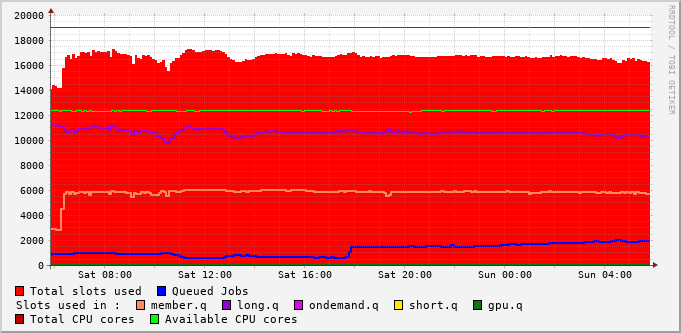 20000
18000
16000
14000
12000
10000
8000
6000
4000
2000
0
Sat 08:00 Sat 12:00 Sat 16:00 Sat 20:00 Sun 00:00 Sun 04:00
Total slots used Queued Jobs
Slots used in : member.q long.q ondemand.q short.q gpu.q
Total CPU cores Available CPU cores
RRDTOOL / TOBI OETIKER